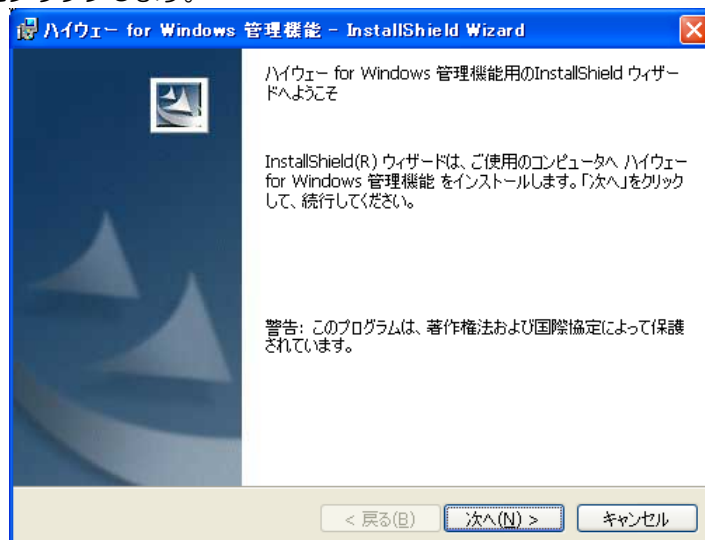 クリックします。
ハイウェー for Windows 管理機能 - InstallShield Wizard
ハイウェー for Windows 管理機能用のInstallShield ウィザー
ドへようこそ
InstallShield(R) ウィザードは、ご使用のコンピュータへ ハイウェー
for Windows 管理機能 をインストールします。「次へ」をクリック
して、続行してください。
警告: このプログラムは、著作権法および国際協定によって保護
されています。
< 戻る(B)
次へ(N) >
キャンセル